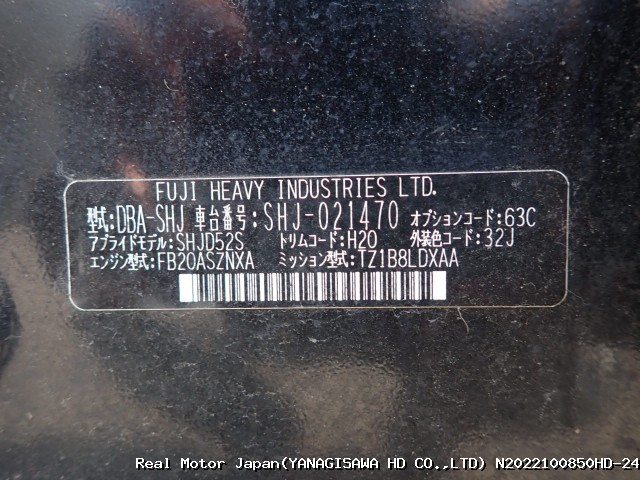 FUJI HEAVY INDUSTRIES LTD.
型式:DBA-SHJ 車台番号:SHJ-021470 オプションコード:63C
アプライドモデル:SHJD52S トリムコード:H20 外装色コード:32J
エンジン型式:FB20ASZNXA ミッション型式:TZ1B8LDXAA
Real Motor Japan(YANAGISAWA HD CO.,LTD) N2022100850HD-24